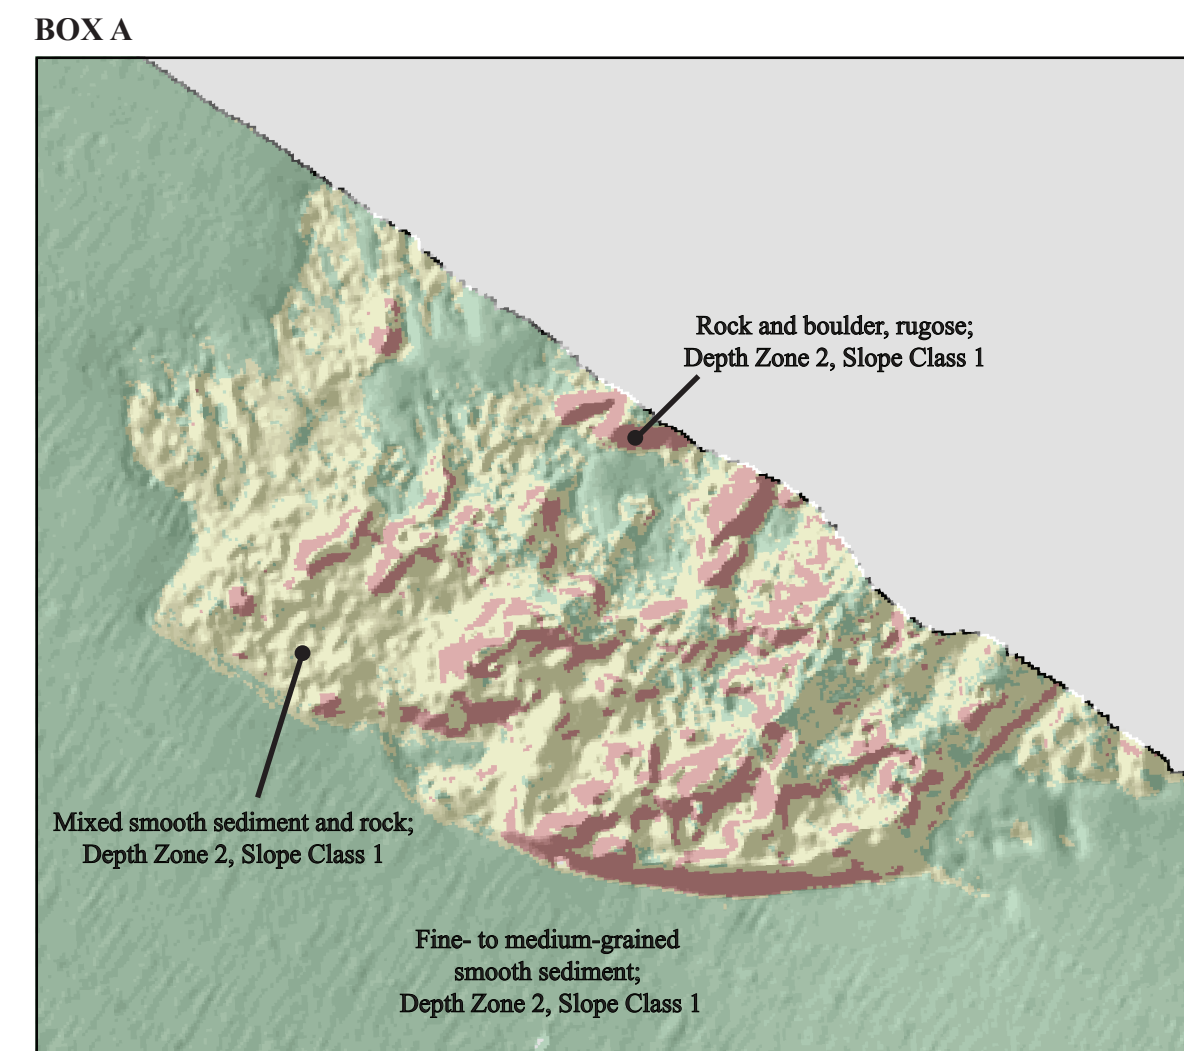 BOX A
Rock and boulder, rugose;
Depth Zone 2, Slope Class 1
Mixed smooth sediment and rock;
Depth Zone 2, Slope Class 1
Fine- to medium-grained
smooth sediment;
Depth Zone 2, Slope Class 1